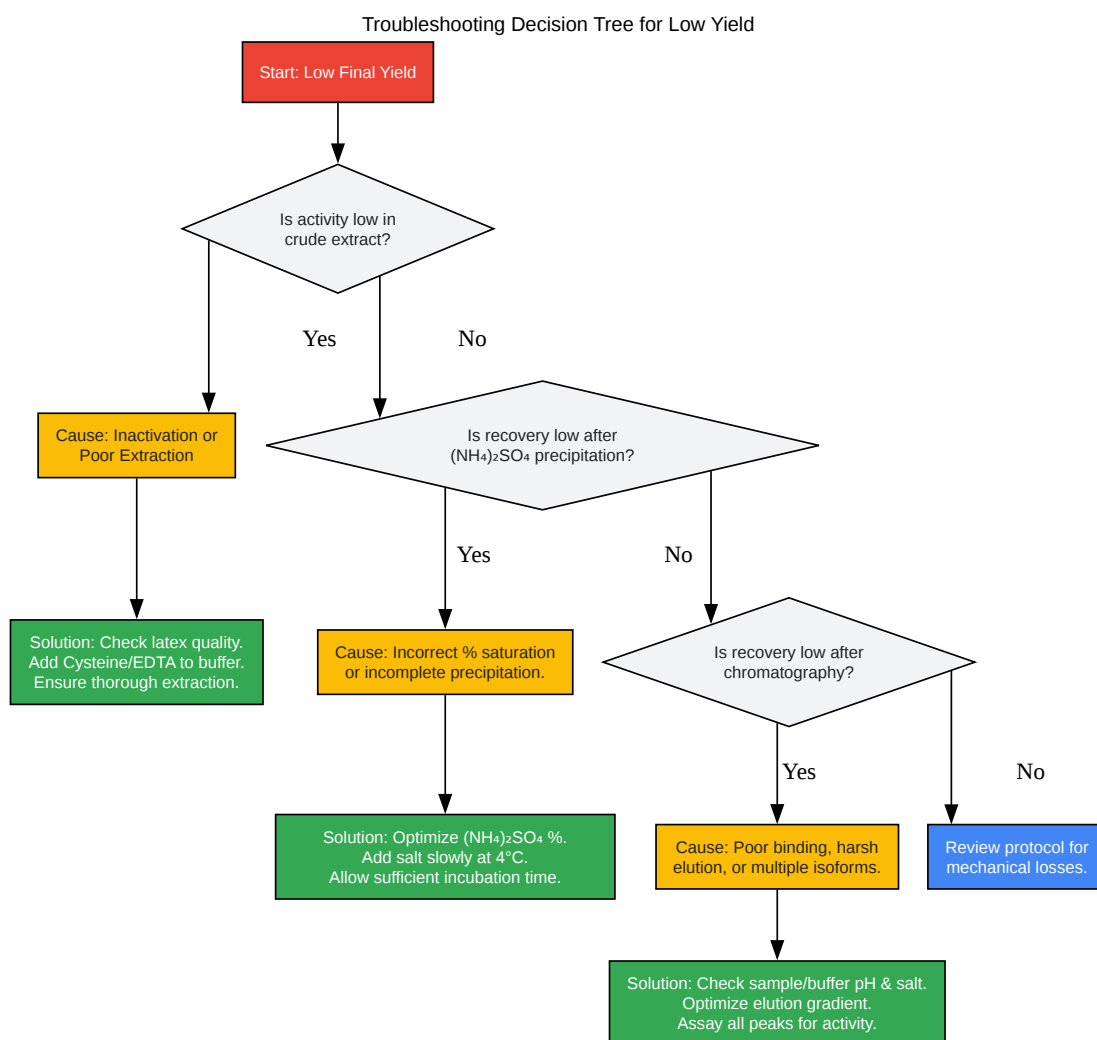 Troubleshooting Decision Tree for Low Yield
Start: Low Final Yield
Is activity low in
crude extract?
Yes
No
Cause: Inactivation or
Poor Extraction
Is recovery low after
(NH₄)₂SO₄ precipitation?
Yes
No
Solution: Check latex quality.
Add Cysteine/EDTA to buffer.
Ensure thorough extraction.
Cause: Incorrect % saturation
or incomplete precipitation.
Is recovery low after
chromatography?
Yes
No
Solution: Optimize (NH₄)₂SO₄ %.
Add salt slowly at 4°C.
Allow sufficient incubation time.
Cause: Poor binding, harsh
elution, or multiple isoforms.
Review protocol for
mechanical losses.
Solution: Check sample/buffer pH & salt.
Optimize elution gradient.
Assay all peaks for activity.